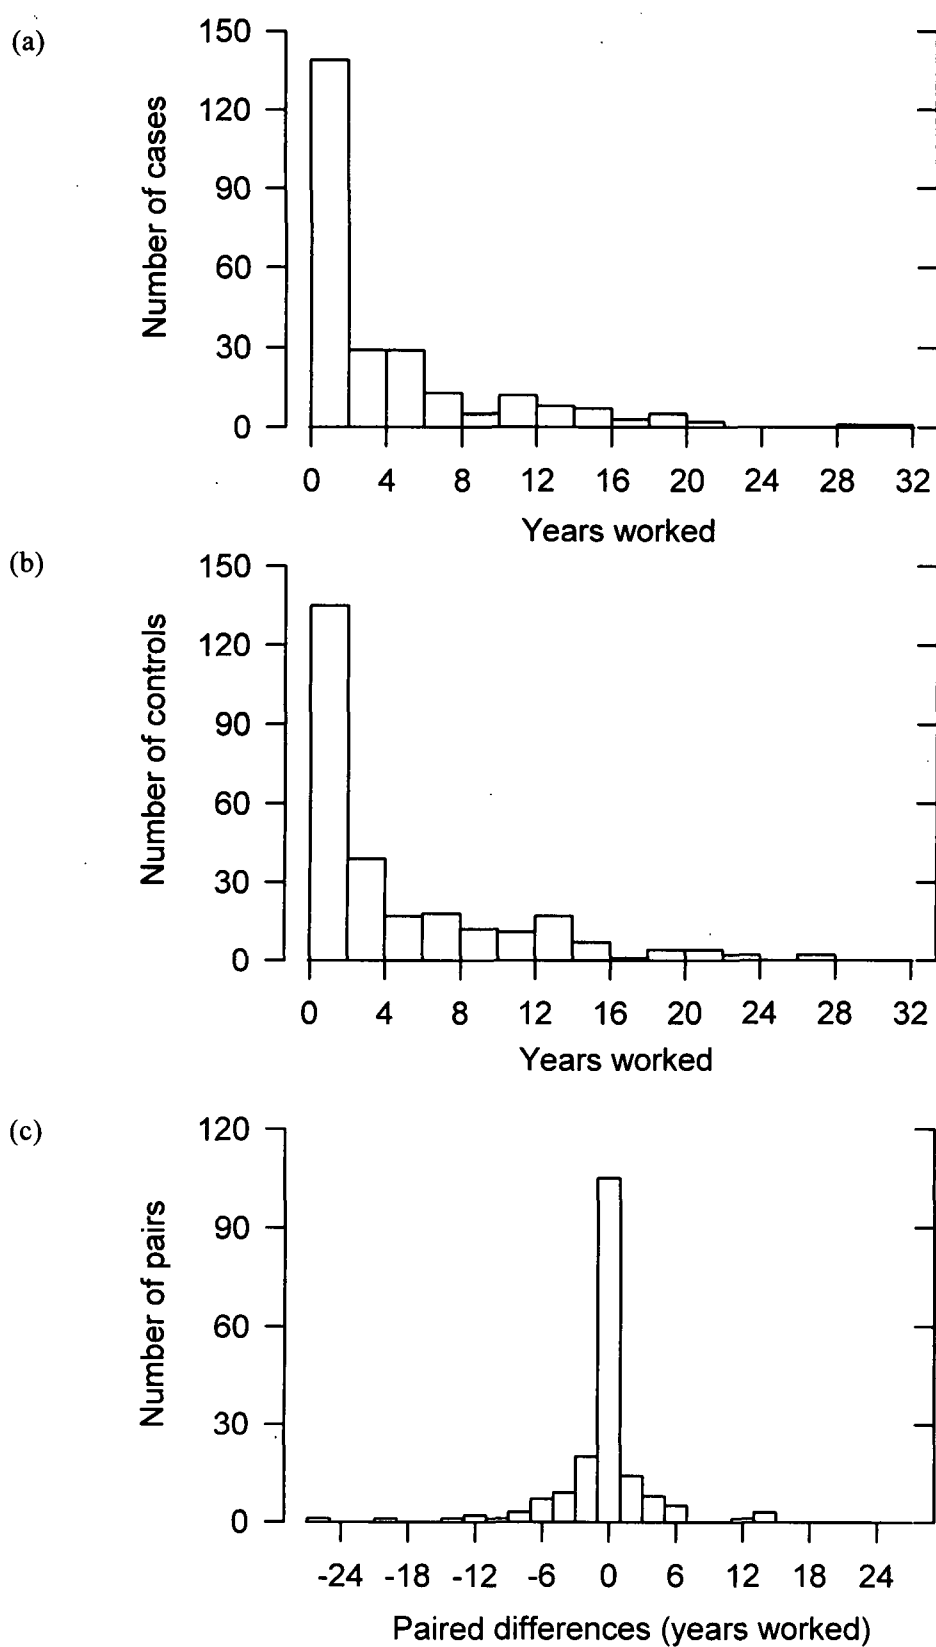 (a)
Number of cases
150
120
90
60
30
0
0 4 8 12 16 20 24 28 32
Years worked
(b)
Number of controls
150
120
90
60
30
0
0 4 8 12 16 20 24 28 32
Years worked
(c)
Number of pairs
120
90
60
30
0
-24 -18 -12 -6 0 6 12 18 24
Paired differences (years worked)